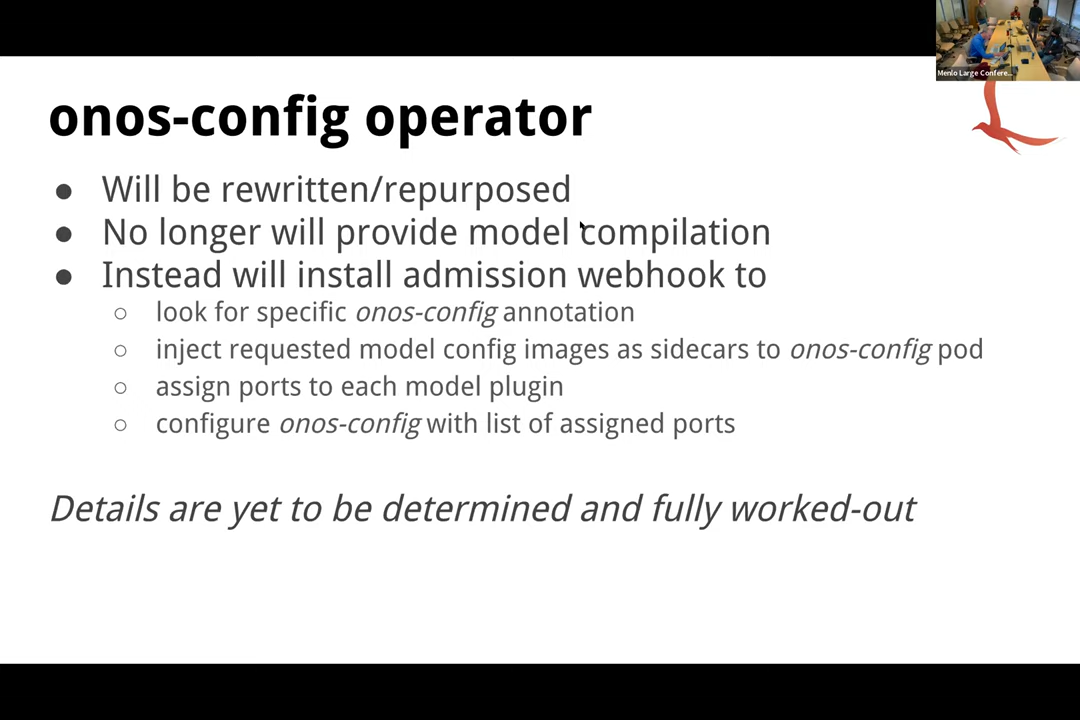 Menlo Large Confere...
onos-config operator
● Will be rewritten/repurposed
● No longer will provide model compilation
● Instead will install admission webhook to
○ look for specific onos-config annotation
○ inject requested model config images as sidecars to onos-config pod
○ assign ports to each model plugin
○ configure onos-config with list of assigned ports
Details are yet to be determined and fully worked-out